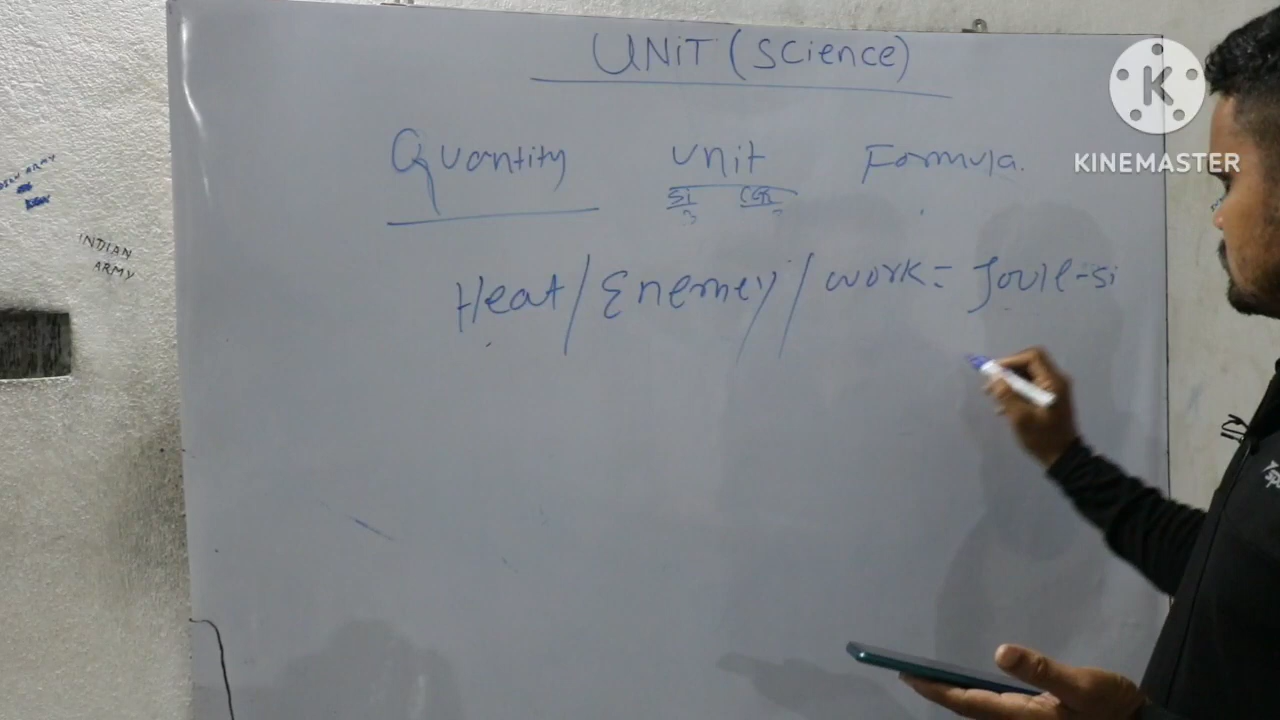 UNiT (Science)
Quantity Unit Formula.
SI CGS
Heat / Enemey / work = Joule-si
INDIAN
ARMY
K
KINEMASTER